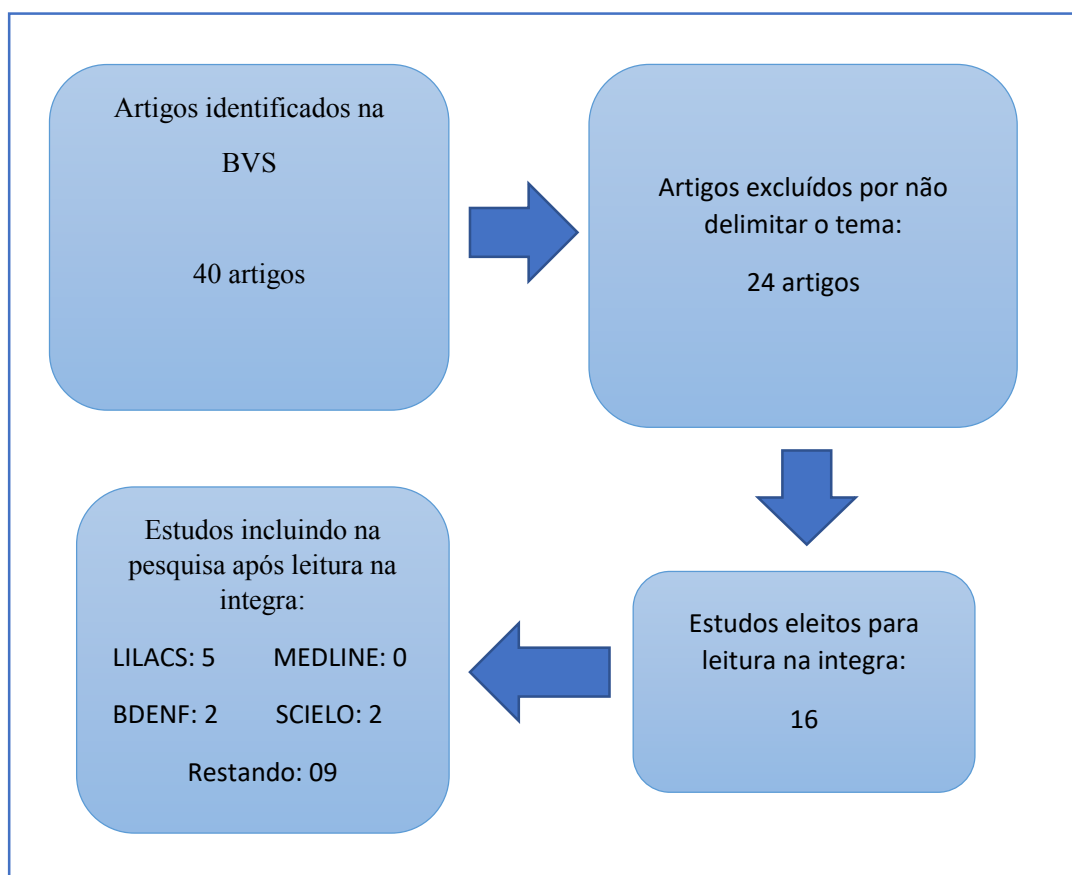 Artigos identificados na
BVS
40 artigos
Artigos excluídos por não
delimitar o tema:
24 artigos
Estudos eleitos para
leitura na integra:
16
Estudos incluindo na
pesquisa após leitura na
integra:
LILACS: 5 MEDLINE: 0
BDENF: 2 SCIELO: 2
Restando: 09